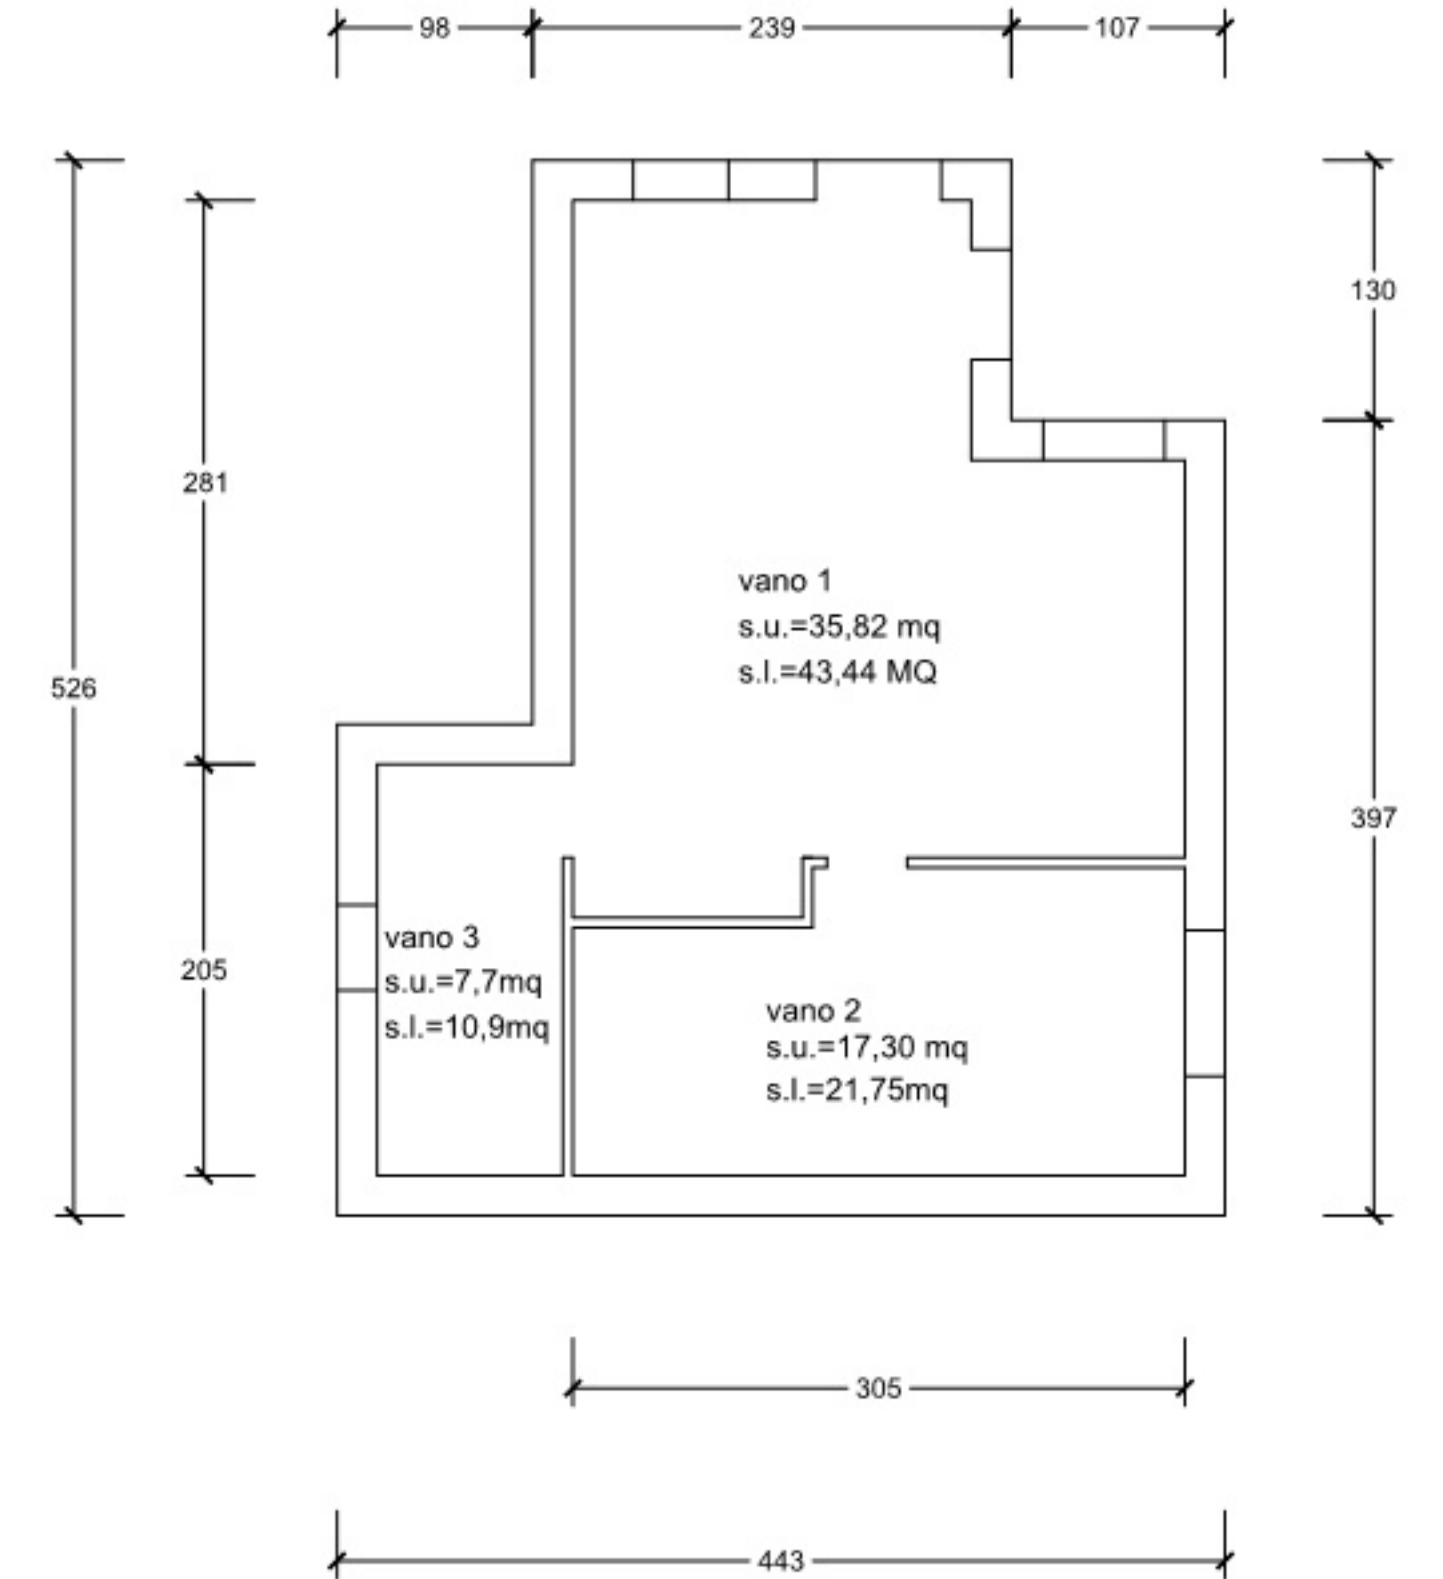 98
239
107
130
281
vano 1
s.u.=35,82 mq
s.l.=43,44 MQ
526
397
vano 3
s.u.=7,7mq
s.l.=10,9mq
205
vano 2
s.u.=17,30 mq
s.l.=21,75mq
305
443